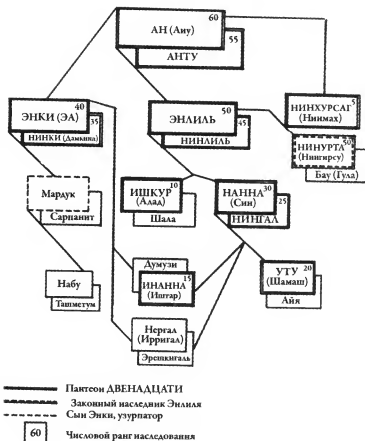 60
АН (Ану)
55
АНТУ
40
ЭНКИ (ЭА)
35
НИНКИ (Дамкина)
50
ЭНЛИЛЬ
45
НИНЛИЛЬ
5
НИНХУРСАГ
(Нинмах)
50
НИНУРТА
(Нингирсу)
Бау (Гула)
Мардук
Сарпанит
10
ИШКУР
(Адад)
Шала
30
НАННА
(Син)
25
НИНГАЛ
Набу
Ташметум
Думузи
15
ИНАННА
(Иштар)
20
УТУ
(Шамаш)
Айя
Нергал
(Ирригал)
Эрешкигаль
Пантеон ДВЕНАДЦАТИ
Законный наследник Энлиля
Сын Энки, узурпатор
60
Числовой ранг наследования